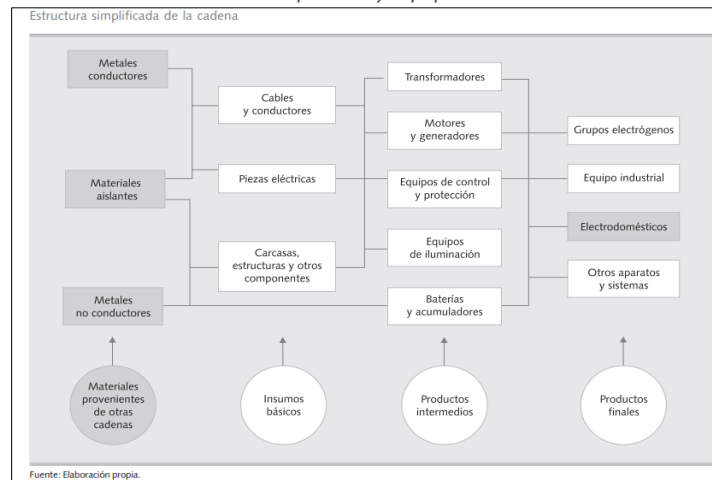 Estructura simplificada de la cadena
Metales
conductores
Materiales
aislantes
Metales
no conductores
Materiales
provenientes
de otras
cadenas
Cables
y conductores
Piezas eléctricas
Carcasas,
estructuras y otros
componentes
Insumos
básicos
Transformadores
Motores
y generadores
Equipos de control
y protección
Equipos
de iluminación
Baterías
y acumuladores
Productos
intermedios
Grupos electrógenos
Equipo industrial
Electrodomésticos
Otros aparatos
y sistemas
Productos
finales
Fuente: Elaboración propia.